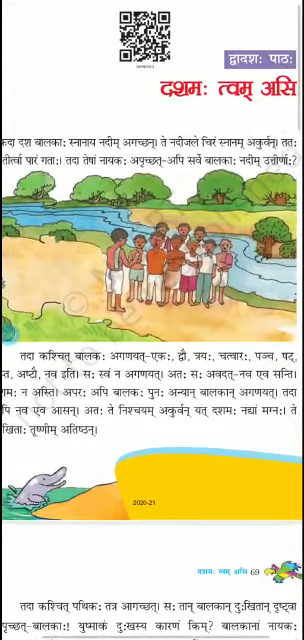 द्वादशः पाठः
दशमः त्वम् असि
कदा दश बालकाः स्नानाय नदीम् अगच्छन्। ते नदीजले चिरं स्नानम् अकुर्वन्। ततः
तीर्त्वा पारं गताः। तदा तेषां नायकः अपृच्छत्-अपि सर्वे बालकाः नदीम् उत्तीर्णाः?
तदा कश्चित् बालकः अगणयत्-एकः, द्वौ, त्रयः, चत्वारः, पञ्च, षट्,
प्त, अष्टौ, नव इति। सः स्वं न अगणयत्। अतः सः अवदत्-नव एव सन्ति।
शमः न अस्ति। अपरः अपि बालकः पुनः अन्यान् बालकान् अगणयत्। तदा
पि नव एव आसन्। अतः ते निश्चयम् अकुर्वन् यत् दशमः नद्यां मग्नः। ते
खिताः तूष्णीम् अतिष्ठन्।
2020-21
दशमः त्वम् असि 69
तदा कश्चित् पथिकः तत्र आगच्छत्। सः तान् बालकान् दुःखितान् दृष्ट्वा
पृच्छत्-बालकाः! युष्माकं दुःखस्य कारणं किम्? बालकानां नायकः